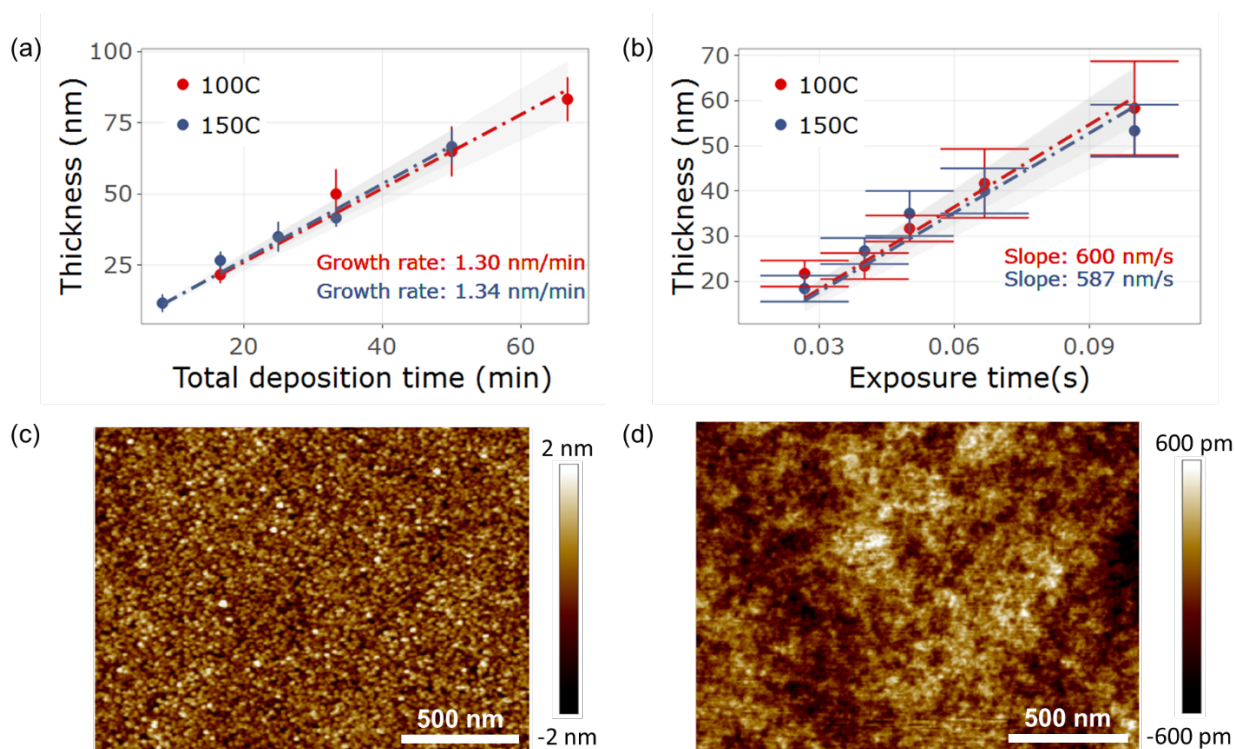 (a)
Thickness (nm)
100
75
50
25
100C
150C
Growth rate: 1.30 nm/min
Growth rate: 1.34 nm/min
20
40
60
Total deposition time (min)
(b)
Thickness (nm)
70
60
50
40
30
20
100C
150C
Slope: 600 nm/s
Slope: 587 nm/s
0.03
0.06
0.09
Exposure time(s)
(c)
2 nm
500 nm
-2 nm
(d)
600 pm
500 nm
-600 pm